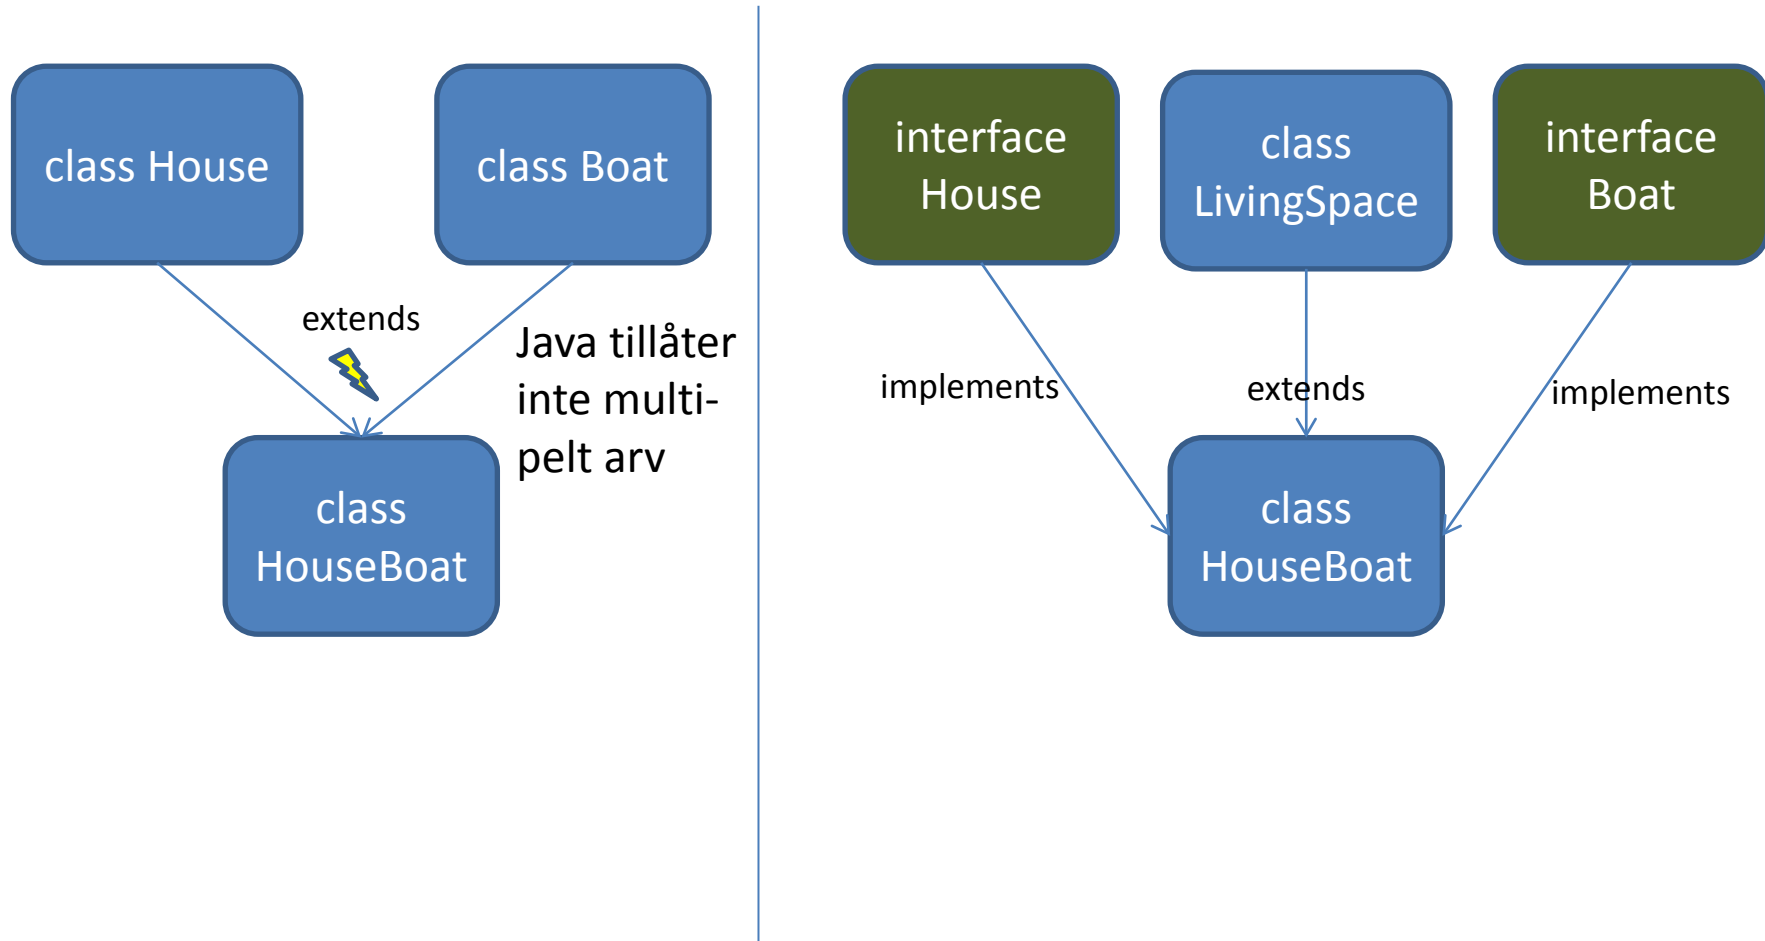 class House
class Boat
extends
Java tillåter
inte multi-
pelt arv
class
HouseBoat
interface
House
class
LivingSpace
interface
Boat
implements
extends
implements
class
HouseBoat